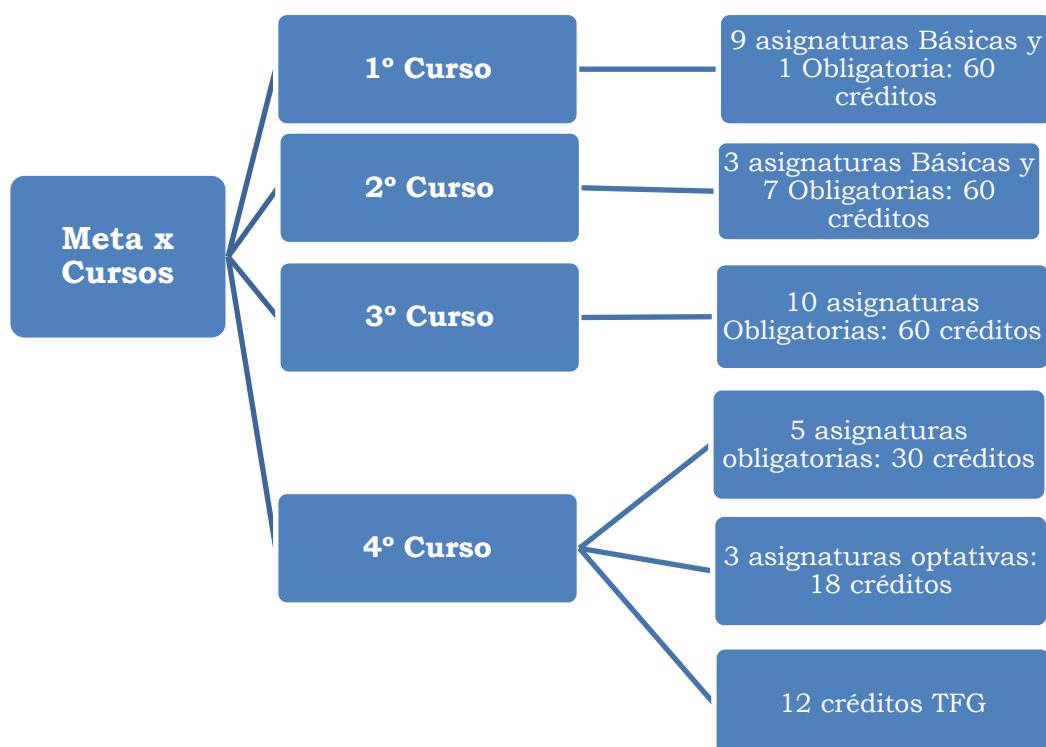 Meta x
Cursos
1º Curso
9 asignaturas Básicas y
1 Obligatoria: 60
créditos
2º Curso
3 asignaturas Básicas y
7 Obligatorias: 60
créditos
3º Curso
10 asignaturas
Obligatorias: 60 créditos
4º Curso
5 asignaturas
obligatorias: 30 créditos
3 asignaturas optativas:
18 créditos
12 créditos TFG